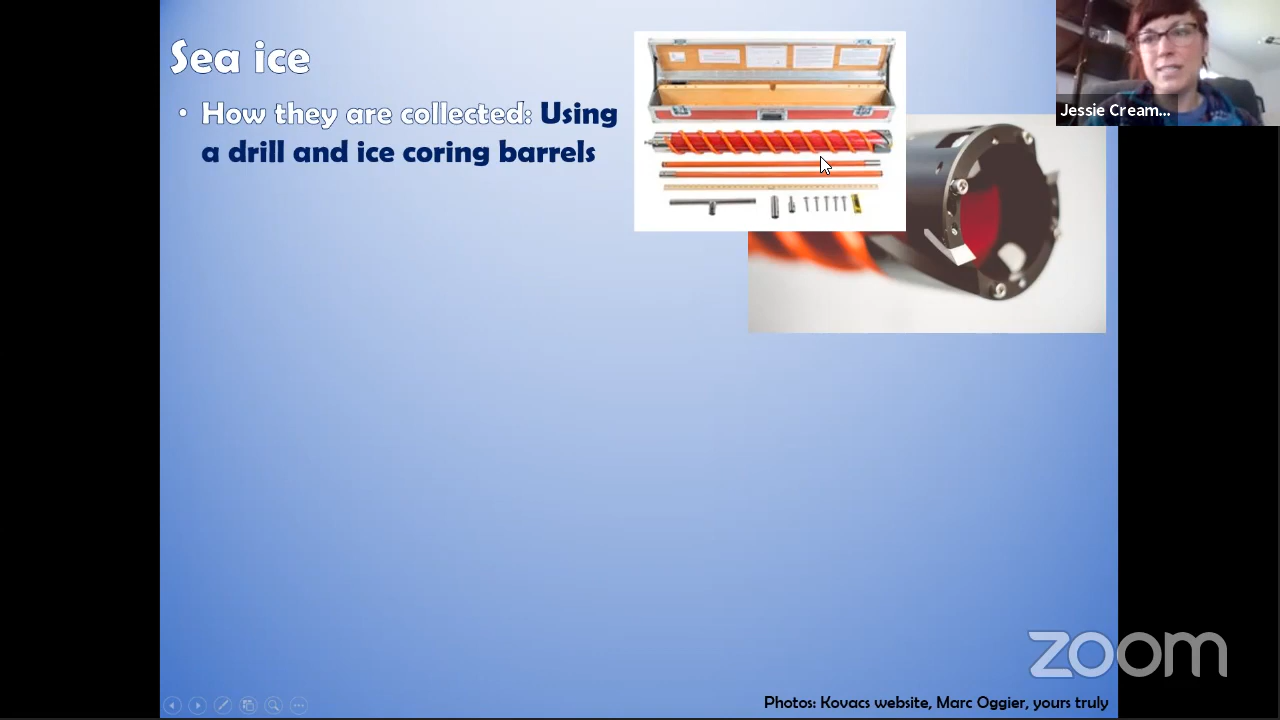 Sea ice
• How they are collected: Using
a drill and ice coring barrels
Jessie Cream...
zoom
Photos: Kovacs website, Marc Oggier, yours truly